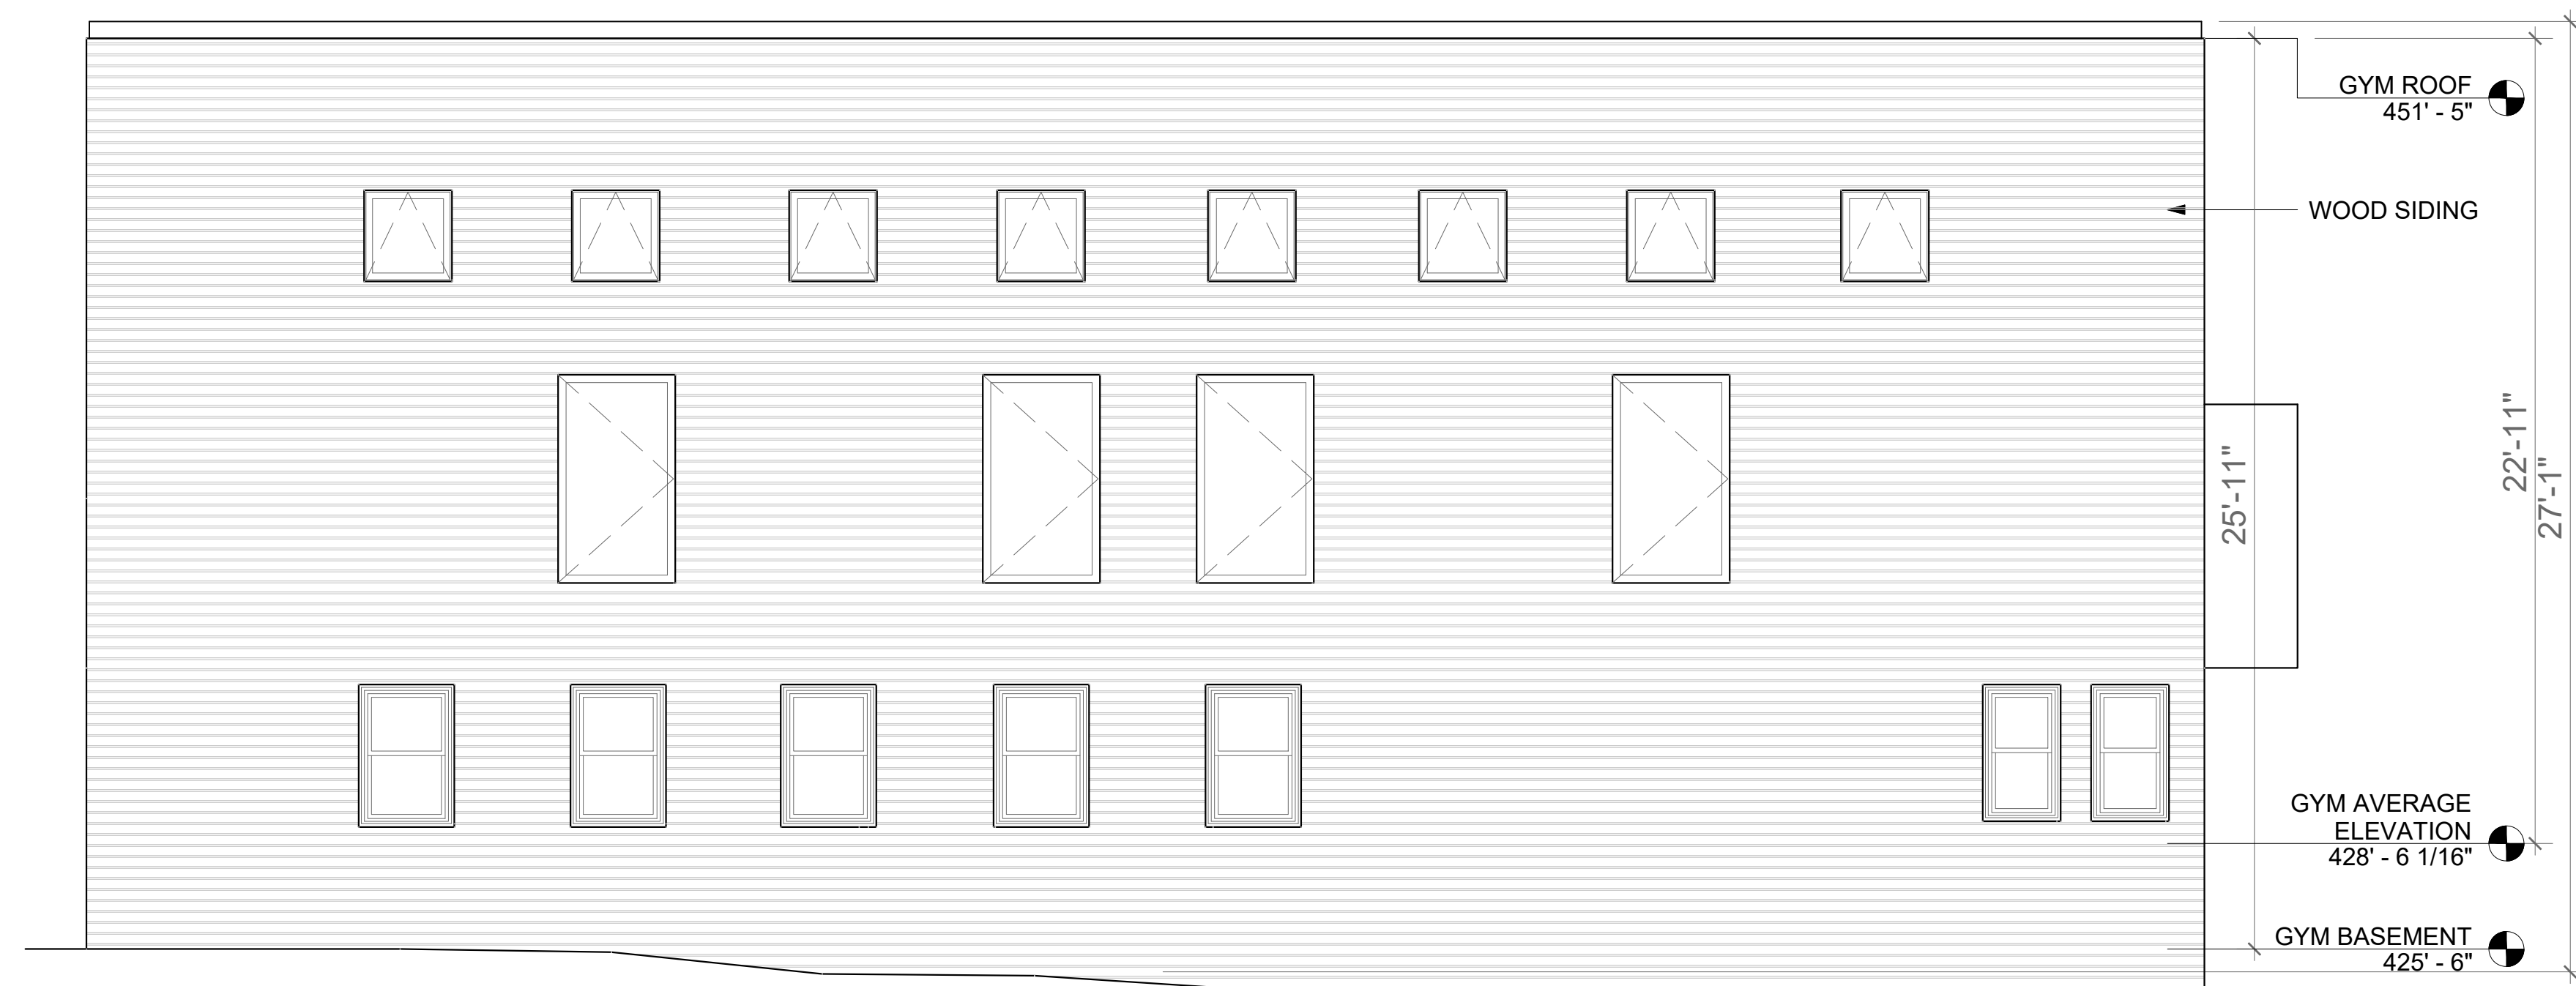 GYM ROOF
451' - 5"
WOOD SIDING
22'-11"
25'-11"
27'-1"
GYM AVERAGE
ELEVATION
428' - 6 1/16"
GYM BASEMENT
425' - 6"